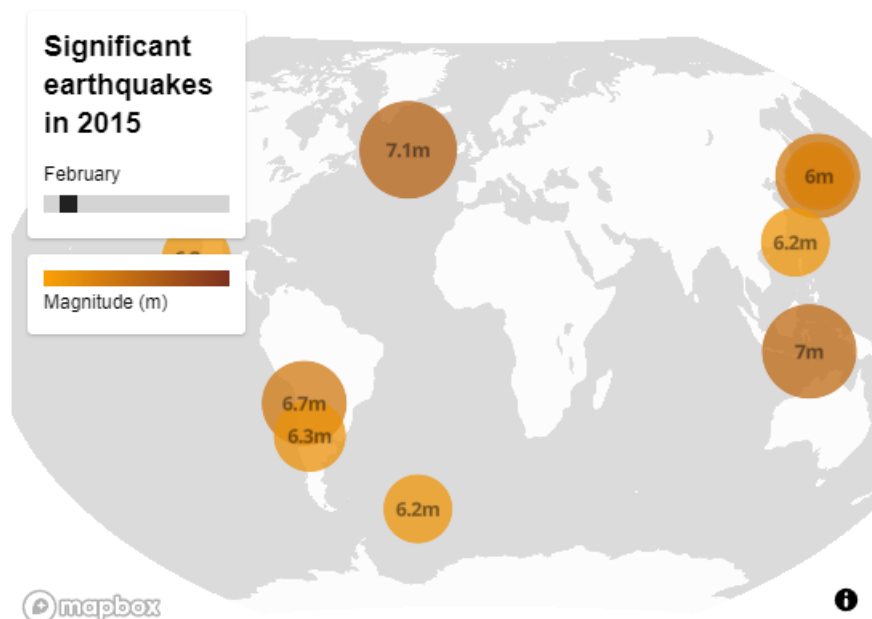 Significant
earthquakes
in 2015
February
Magnitude (m)
7.1m
6m
6.2m
7m
6.7m
6.3m
6.2m
mapbox